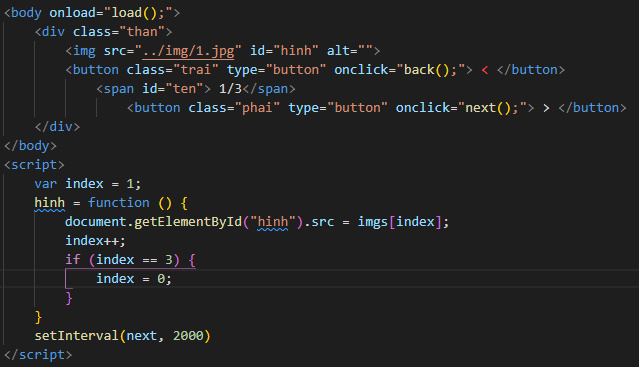 <body onload="load();">
<div class="than">
<img src="../img/1.jpg" id="hinh" alt="">
<button class="trai" type="button" onclick="back();"> < </button>
<span id="ten"> 1/3</span>
<button class="phai" type="button" onclick="next();"> > </button>
</div>
</body>
<script>
var index = 1;
hinh = function () {
document.getElementById("hinh").src = imgs[index];
index++;
if (index == 3) {
index = 0;
}
}
setInterval(next, 2000)
</script>